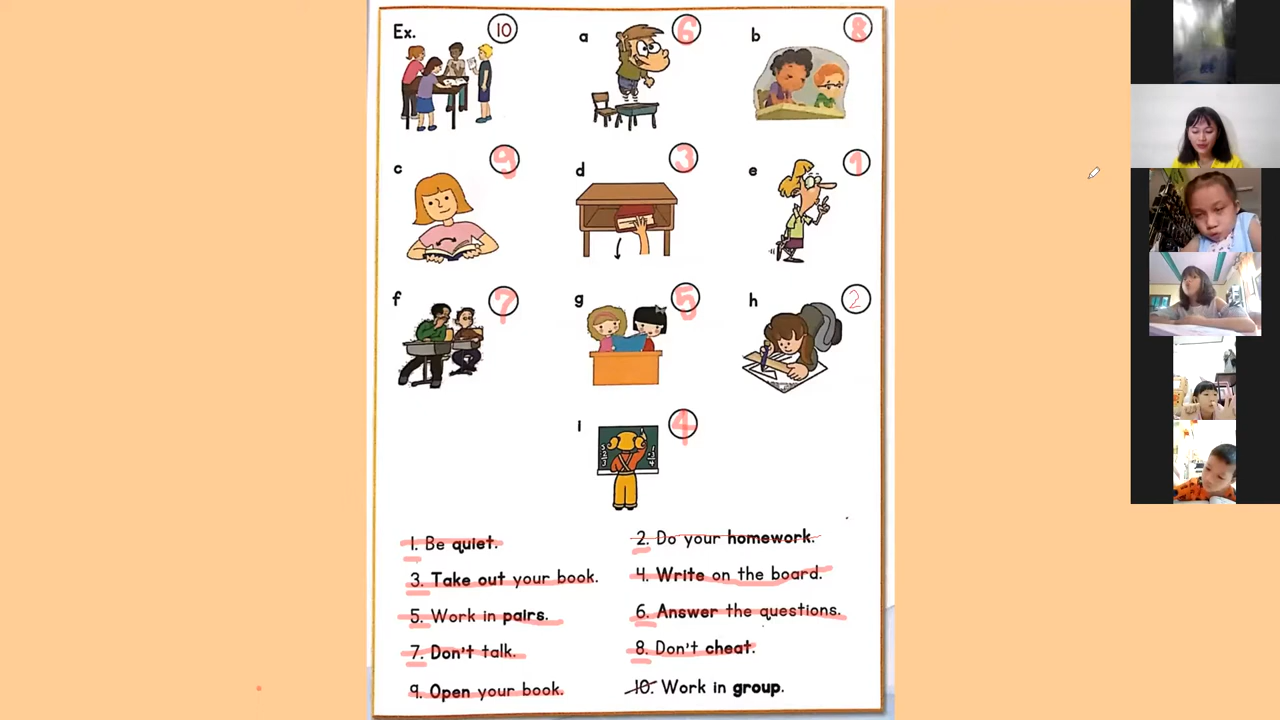 Ex. 10
a 6
b 8
c 9
d 3
e 1
f 7
g 5
h 2
i 4
1. Be quiet.
2. Do your homework.
3. Take out your book.
4. Write on the board.
5. Work in pairs.
6. Answer the questions.
7. Don't talk.
8. Don't cheat.
9. Open your book.
10. Work in group.